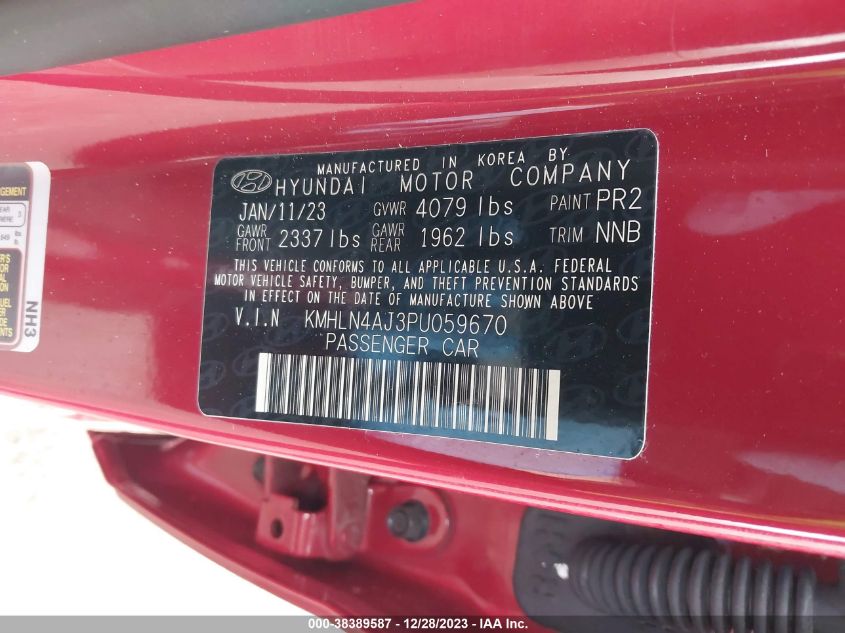 MANUFACTURED IN KOREA BY
HYUNDAI MOTOR COMPANY
JAN/11/23 GVWR 4079 lbs PAINT PR2
GAWR FRONT 2337 lbs GAWR REAR 1962 lbs TRIM NNB
THIS VEHICLE CONFORMS TO ALL APPLICABLE U.S.A. FEDERAL
MOTOR VEHICLE SAFETY, BUMPER, AND THEFT PREVENTION STANDARDS
IN EFFECT ON THE DATE OF MANUFACTURE SHOWN ABOVE
V.I.N KMHLN4AJ3PU059670
PASSENGER CAR
NH3
000-38389587 - 12/28/2023 - IAAI.com.